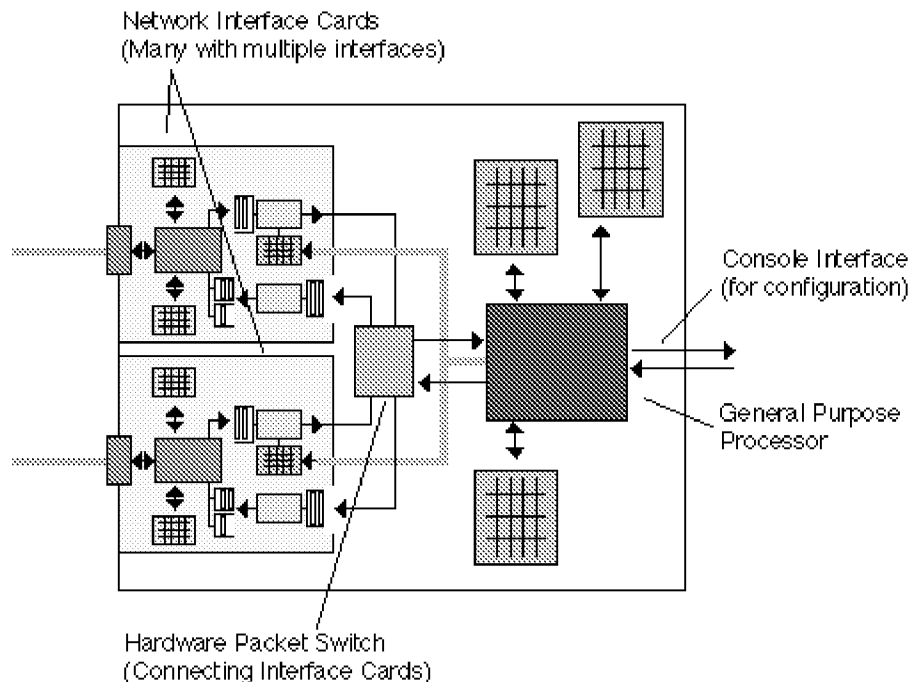 Network Interface Cards
(Many with multiple interfaces)
Console Interface
(for configuration)
General Purpose
Processor
Hardware Packet Switch
(Connecting Interface Cards)